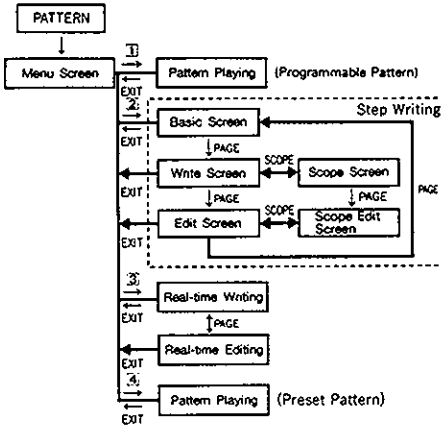 PATTERN
1
Menu Screen
Pattern Playing (Programmable Pattern)
EXIT
2
Step Writing
Basic Screen
EXIT
PAGE
Write Screen
SCOPE
Scope Screen
PAGE
EXIT
PAGE
PAGE
Edit Screen
SCOPE
Scope Edit
Screen
EXIT
3
Real-time Writing
EXIT
PAGE
Real-time Editing
EXIT
4
Pattern Playing (Preset Pattern)
EXIT